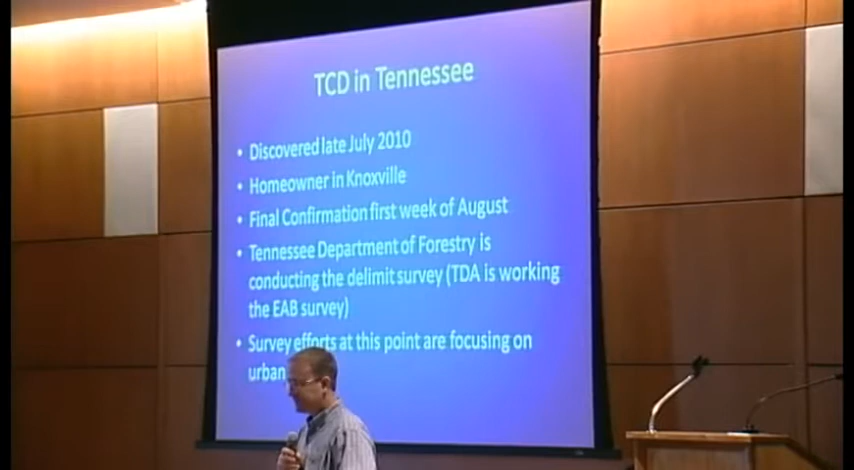 TCD in Tennessee
• Discovered late July 2010
• Homeowner in Knoxville
• Final Confirmation first week of August
• Tennessee Department of Forestry is
conducting the delimit survey (TDA is working
the EAB survey)
• Survey efforts at this point are focusing on
urban